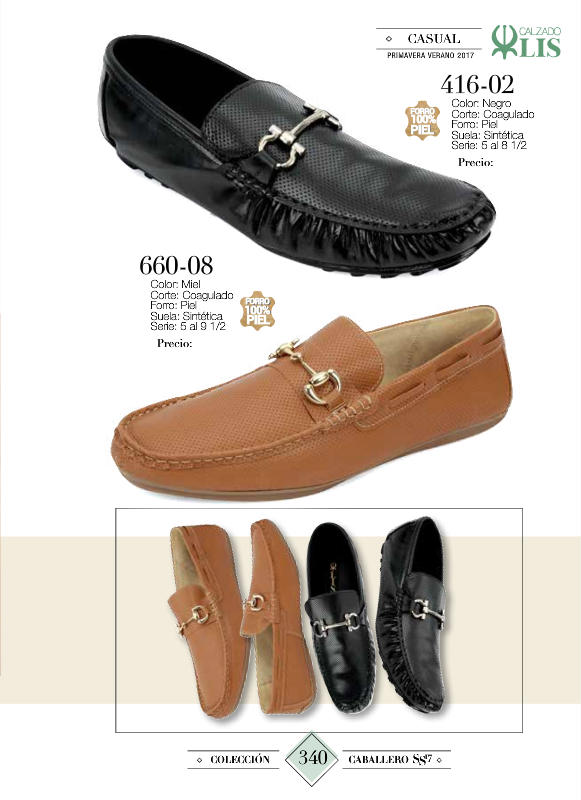 CASUAL
PRIMAVERA VERANO 2017
CALZADO
LIS
416-02
FORRO
100%
PIEL
Color: Negro
Corte: Coagulado
Forro: Piel
Suela: Sintética
Serie: 5 al 8 1/2
Precio:
660-08
Color: Miel
Corte: Coagulado
Forro: Piel
Suela: Sintética
Serie: 5 al 9 1/2
FORRO
100%
PIEL
Precio:
COLECCIÓN
340
CABALLERO SS17